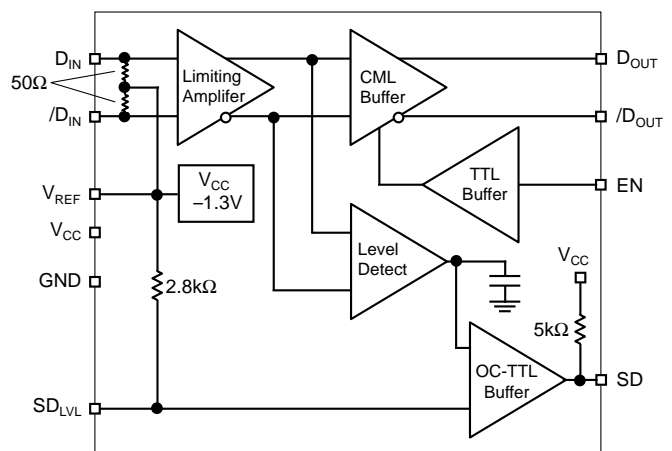 D_IN
50Ω
/D_IN
Limiting
Amplifer
CML
Buffer
D_OUT
/D_OUT
V_REF
V_CC
–1.3V
TTL
Buffer
EN
V_CC
GND
2.8kΩ
Level
Detect
V_CC
5kΩ
OC-TTL
Buffer
SD
SD_LVL